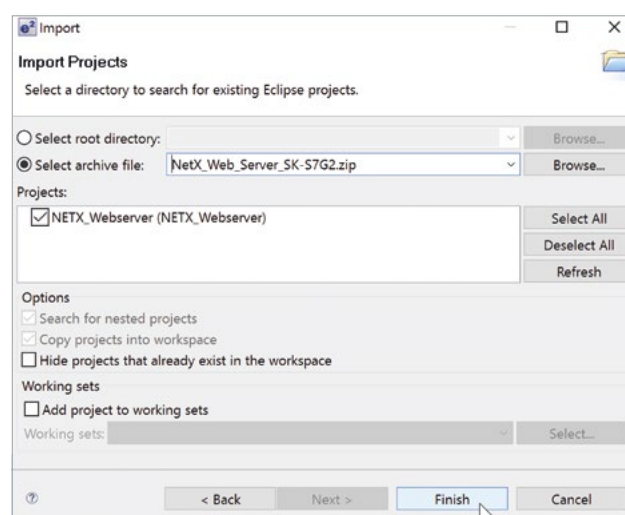 e² Import
Import Projects
Select a directory to search for existing Eclipse projects.
Select root directory: Browse...
Select archive file: NetX_Web_Server_SK-S7G2.zip Browse...
Projects:
NETX_Webserver (NETX_Webserver) Select All
Deselect All
Refresh
Options
Search for nested projects
Copy projects into workspace
Hide projects that already exist in the workspace
Working sets
Add project to working sets
Working sets: Select...
? < Back Next > Finish Cancel